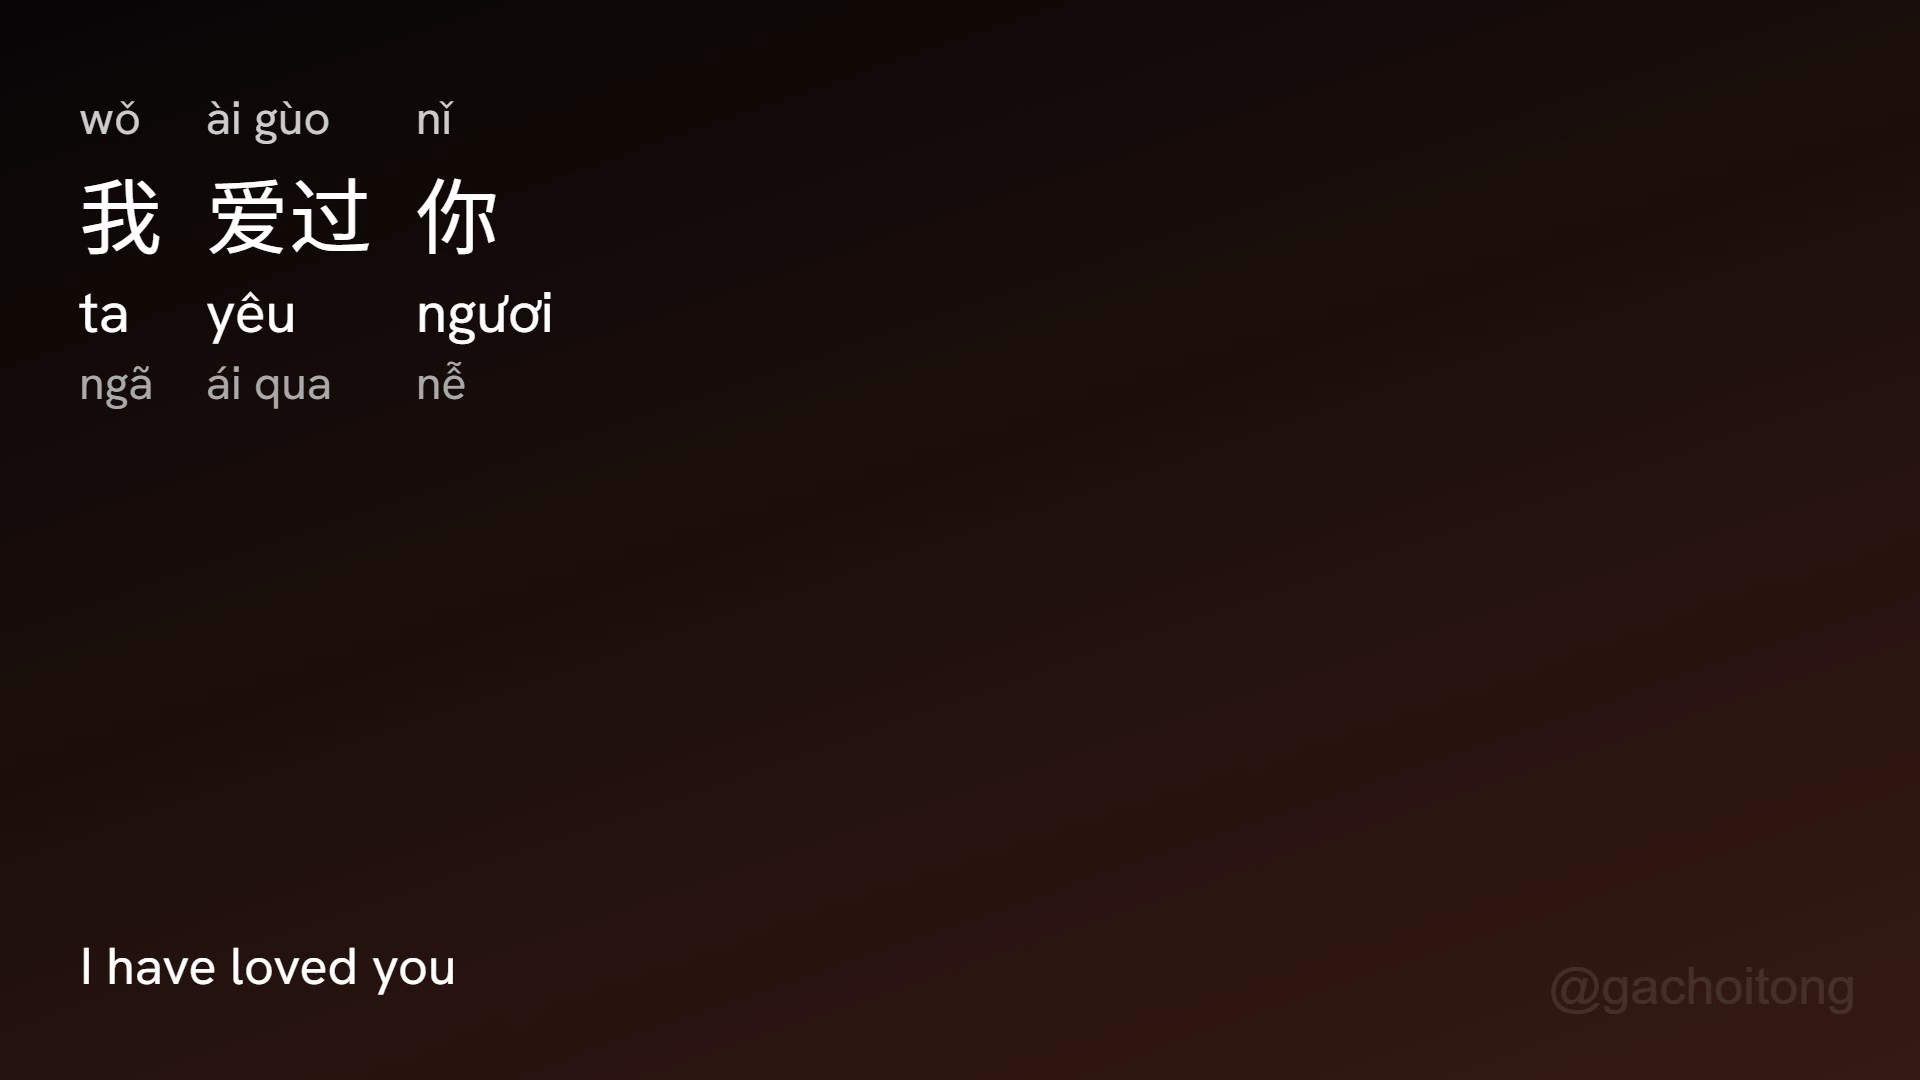 wǒ ài gùo nǐ
我 爱过 你
ta yêu ngươi
ngã ái qua nễ
I have loved you
@gachoitong